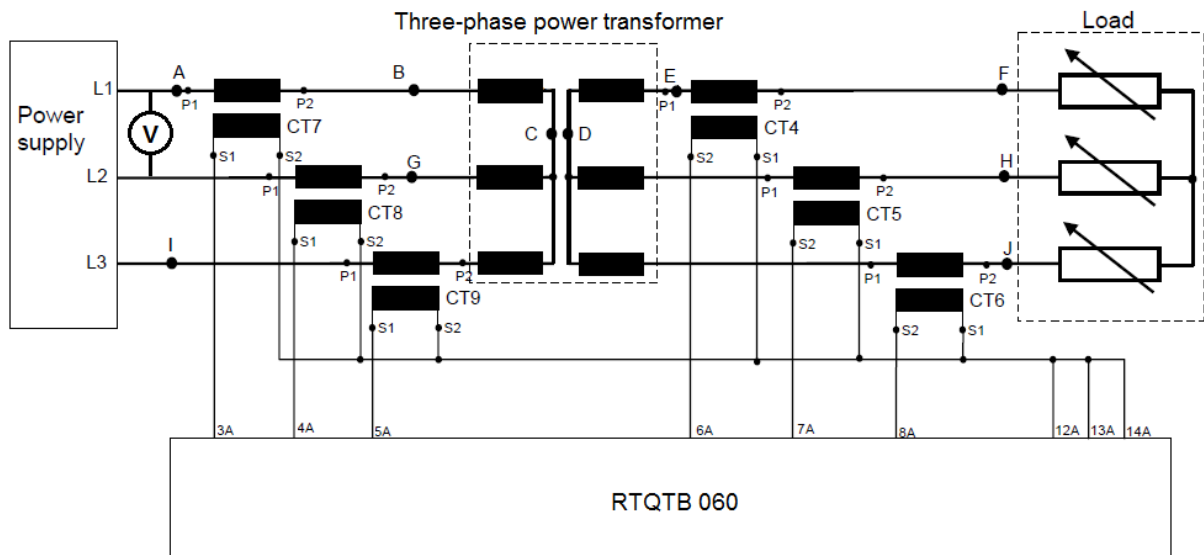 Three-phase power transformer
Load
Power
supply
L1
L2
L3
V
A
P1
P2
B
CT7
S1
S2
C
D
E
P1
P2
F
CT4
S2
S1
P1
P2
G
CT8
S1
S2
P1
P2
H
CT5
S2
S1
I
P1
P2
CT9
S1
S2
P1
P2
J
CT6
S2
S1
3A
4A
5A
6A
7A
8A
12A
13A
14A
RTQTB 060